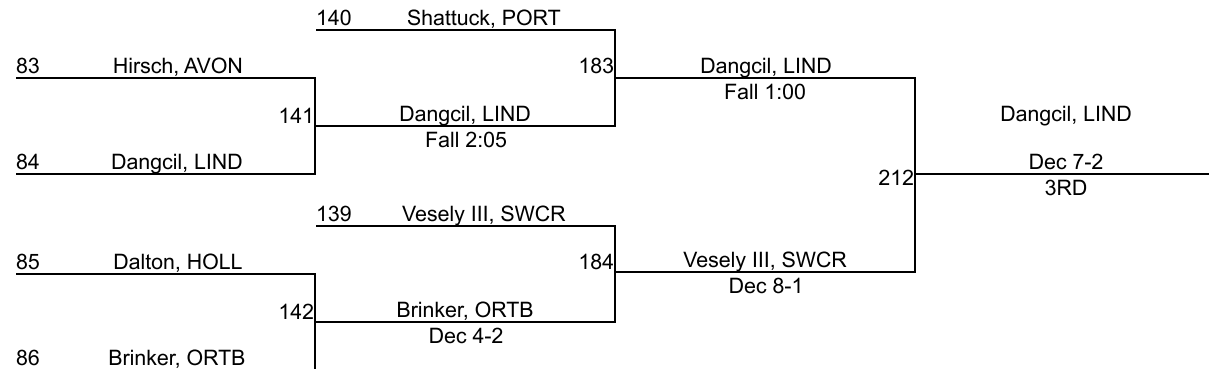 140 Shattuck, PORT
83 Hirsch, AVON
183 Dangcil, LIND
Fall 1:00
141 Dangcil, LIND
Fall 2:05
Dangcil, LIND
84 Dangcil, LIND
Dec 7-2
212
3RD
139 Vesely III, SWCR
85 Dalton, HOLL
184 Vesely III, SWCR
Dec 8-1
142 Brinker, ORTB
Dec 4-2
86 Brinker, ORTB